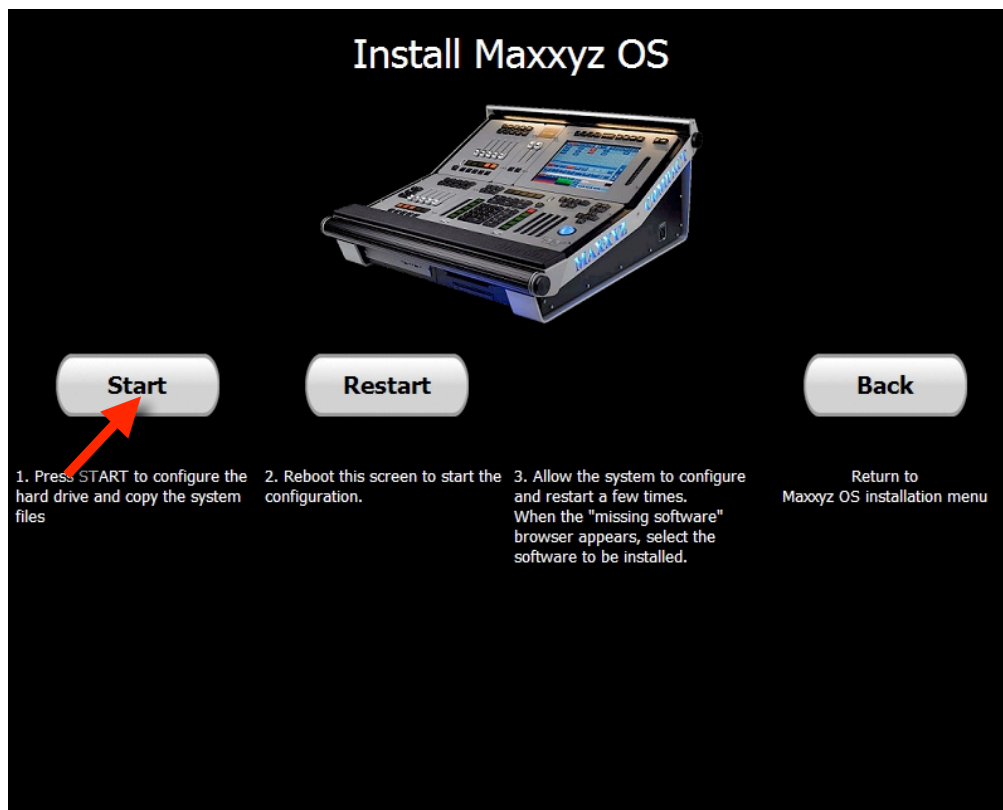 Install Maxxyz OS
MAXXYZ COMPACT
Start
Restart
Back
1. Press START to configure the
hard drive and copy the system
files
2. Reboot this screen to start the
configuration.
3. Allow the system to configure
and restart a few times.
When the "missing software"
browser appears, select the
software to be installed.
Return to
Maxxyz OS installation menu